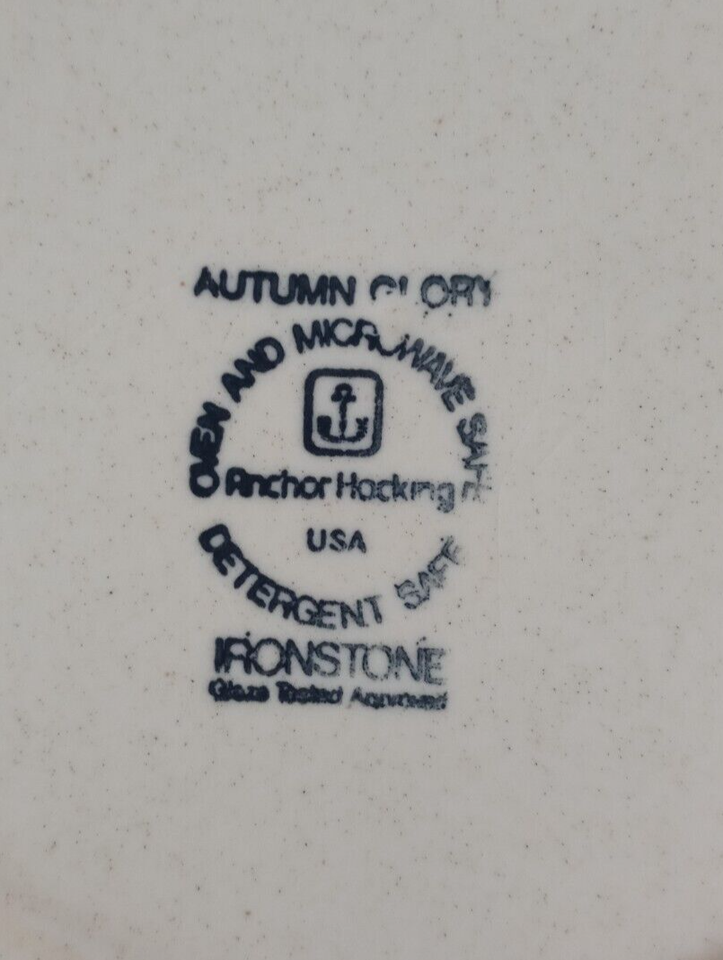 AUTUMN GLORY
OVEN AND MICROWAVE SAFE
Anchor Hocking ®
USA
DETERGENT SAFE
IRONSTONE
Glaze Tested Approved